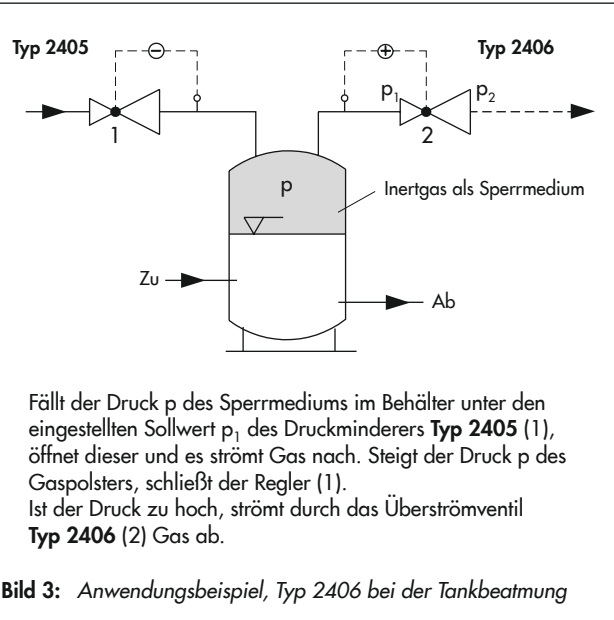 Typ 2405
Typ 2406
−
+
p₁
p₂
1
2
p
Inertgas als Sperrmedium
Zu
Ab
Fällt der Druck p des Sperrmediums im Behälter unter den
eingestellten Sollwert p₁ des Druckminderers Typ 2405 (1),
öffnet dieser und es strömt Gas nach. Steigt der Druck p des
Gaspolsters, schließt der Regler (1).
Ist der Druck zu hoch, strömt durch das Überströmventil
Typ 2406 (2) Gas ab.
Bild 3: Anwendungsbeispiel, Typ 2406 bei der Tankbeatmung